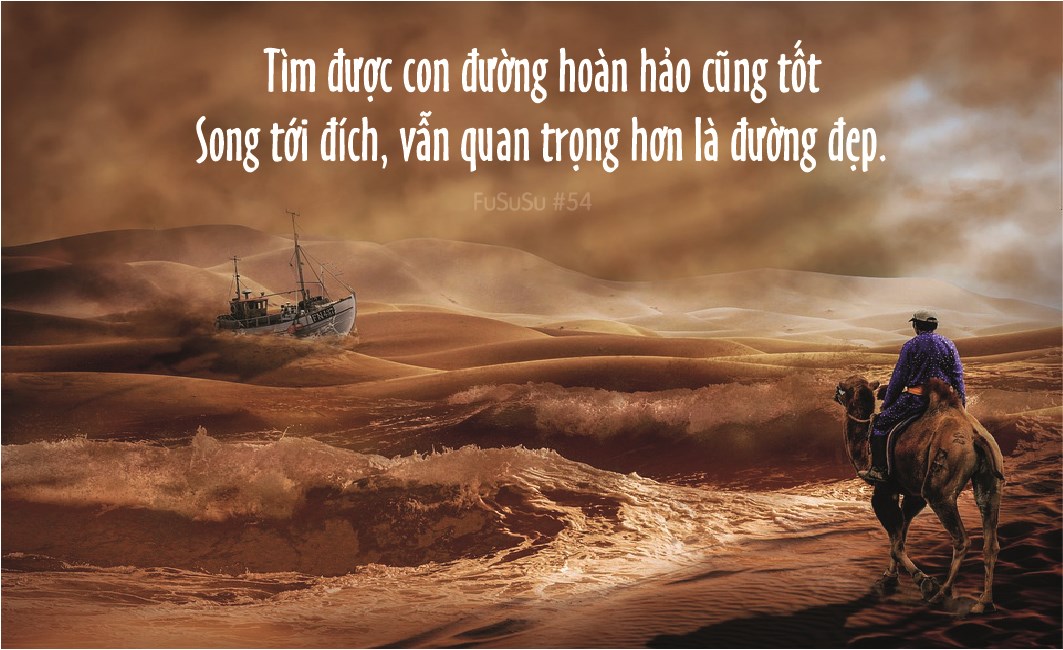 Tìm được con đường hoàn hảo cũng tốt
Song tới đích, vẫn quan trọng hơn là đường đẹp.
FuSuSu #54